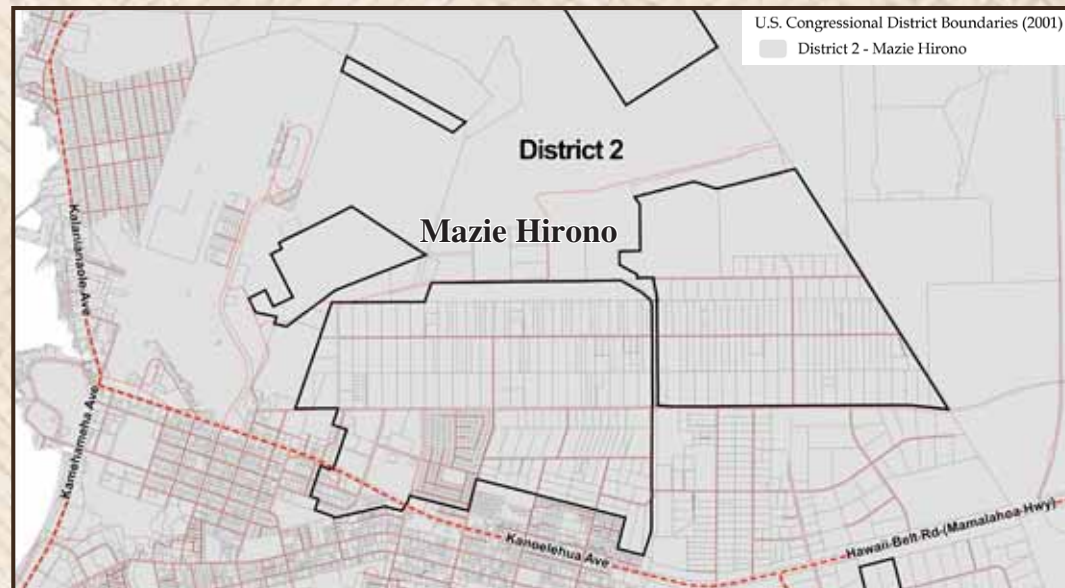 U.S. Congressional District Boundaries (2001)
District 2 - Mazie Hirono
District 2
Mazie Hirono
Kalanianaole Ave
Kamehameha Ave
Kanoelehua Ave
Hawaii Belt Rd (Mamalahoa Hwy)